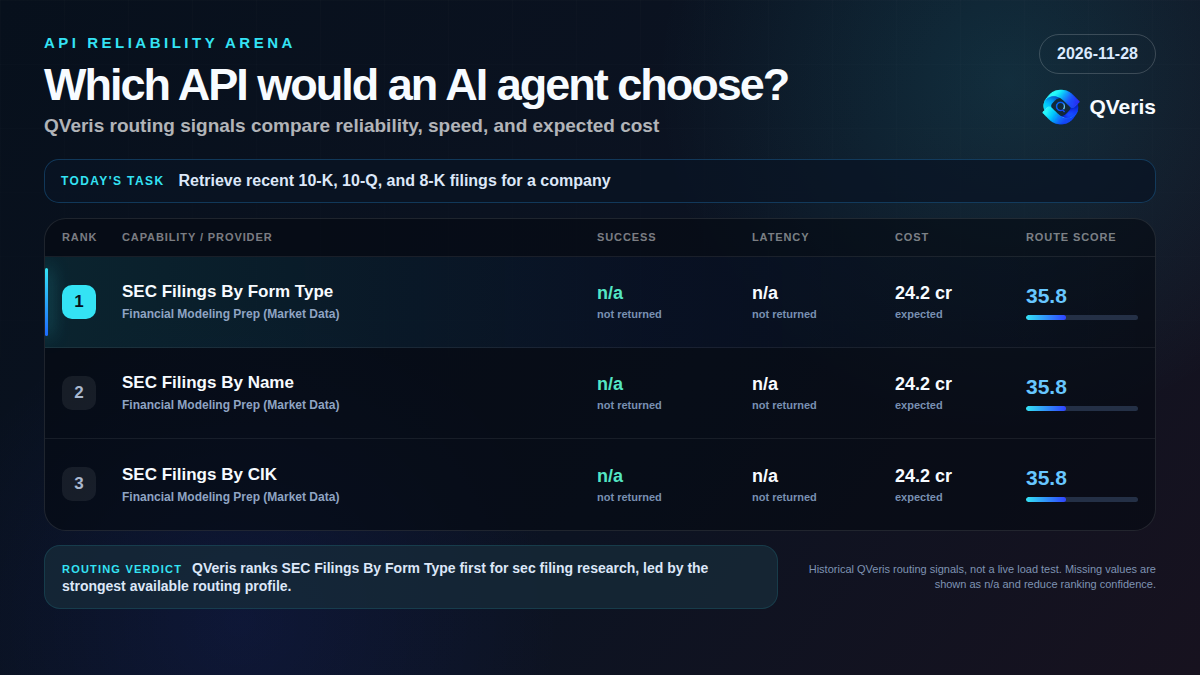 API RELIABILITY ARENA
2026-11-28
Which API would an AI agent choose?
QVeris
QVeris routing signals compare reliability, speed, and expected cost
TODAY'S TASK Retrieve recent 10-K, 10-Q, and 8-K filings for a company
RANK CAPABILITY / PROVIDER SUCCESS LATENCY COST ROUTE SCORE
1 SEC Filings By Form Type n/a n/a 24.2 cr 35.8
Financial Modeling Prep (Market Data) not returned not returned expected
2 SEC Filings By Name n/a n/a 24.2 cr 35.8
Financial Modeling Prep (Market Data) not returned not returned expected
3 SEC Filings By CIK n/a n/a 24.2 cr 35.8
Financial Modeling Prep (Market Data) not returned not returned expected
ROUTING VERDICT QVeris ranks SEC Filings By Form Type first for sec filing research, led by the
strongest available routing profile.
Historical QVeris routing signals, not a live load test. Missing values are
shown as n/a and reduce ranking confidence.